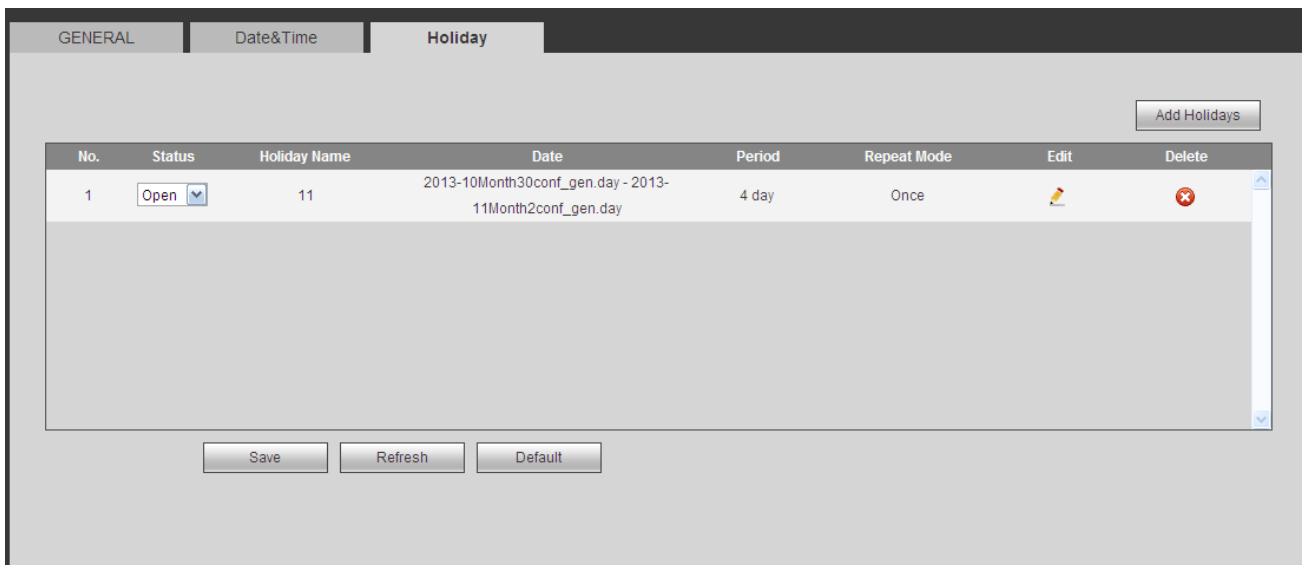 GENERAL Date&Time Holiday
Add Holidays
No. Status Holiday Name Date Period Repeat Mode Edit Delete
1 Open 11 2013-10Month30conf_gen.day - 2013- 4 day Once
11Month2conf_gen.day
Save Refresh Default